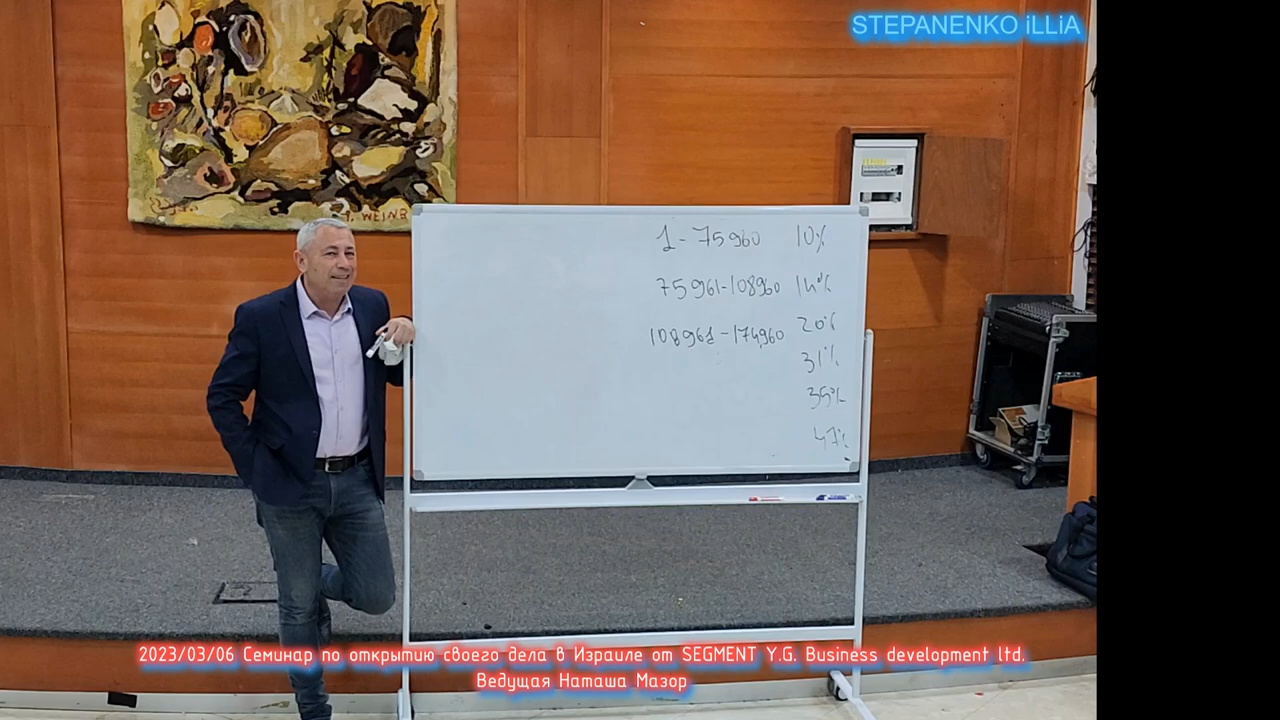 STEPANENKO iLLiA
WEINB
1 - 75960 10%
75961-108960 14%
108961 - 174960 20%
31%
35%
47%
2023/03/06 Семинар по открытию своего дела в Израиле от SEGMENT Y.G. Business development ltd.
Ведущая Наташа Мазор